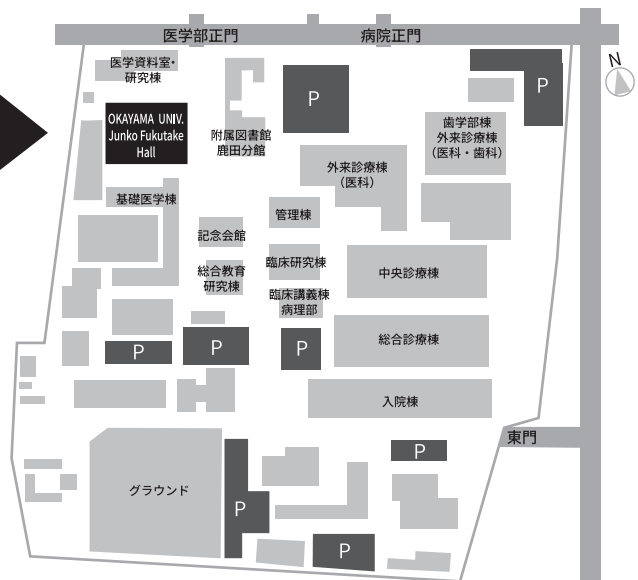 医学部正門
病院正門
N
医学資料室・
研究棟
P
P
OKAYAMA UNIV.
Junko Fukutake
Hall
附属図書館
鹿田分館
歯学部棟
外来診療棟
（医科・歯科）
外来診療棟
（医科）
基礎医学棟
管理棟
記念会館
臨床研究棟
中央診療棟
総合教育
研究棟
臨床講義棟
病理部
総合診療棟
P
P
P
入院棟
東門
P
グラウンド
P
P